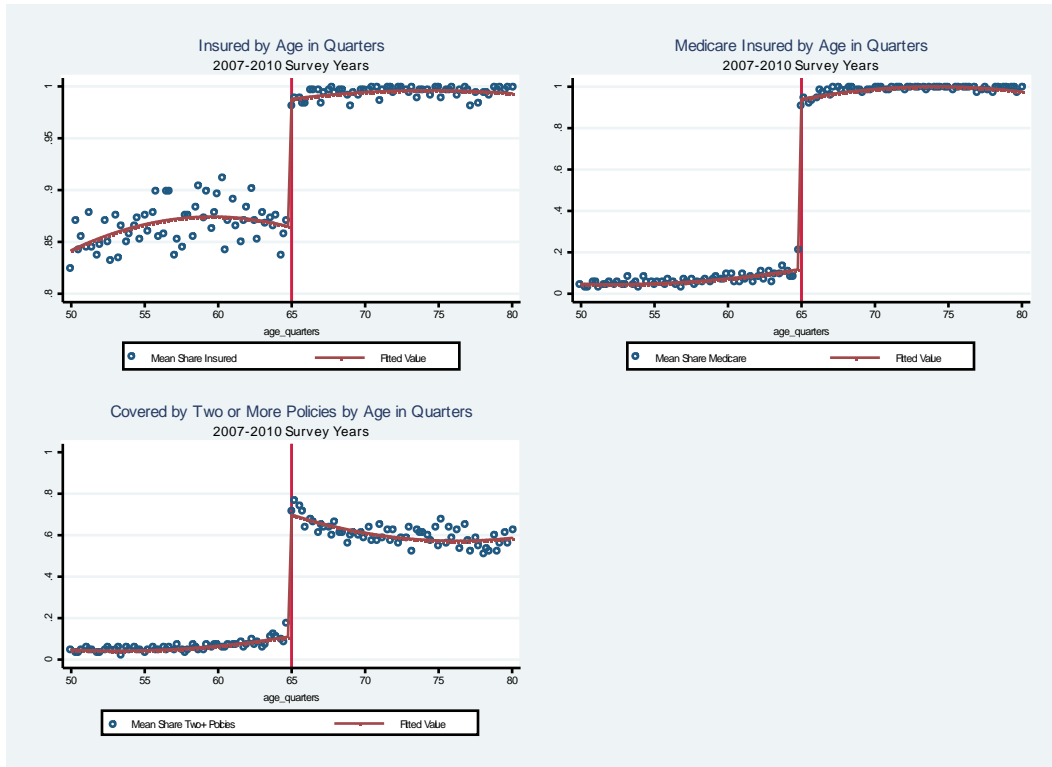 Insured by Age in Quarters
2007-2010 Survey Years
1
.95
.9
.85
.8
50 55 60 65 70 75 80
age_quarters
Mean Share Insured Fitted Value
Medicare Insured by Age in Quarters
2007-2010 Survey Years
1
.8
.6
.4
.2
0
50 55 60 65 70 75 80
age_quarters
Mean Share Medicare Fitted Value
Covered by Two or More Policies by Age in Quarters
2007-2010 Survey Years
1
.8
.6
.4
.2
0
50 55 60 65 70 75 80
age_quarters
Mean Share Two+ Policies Fitted Value